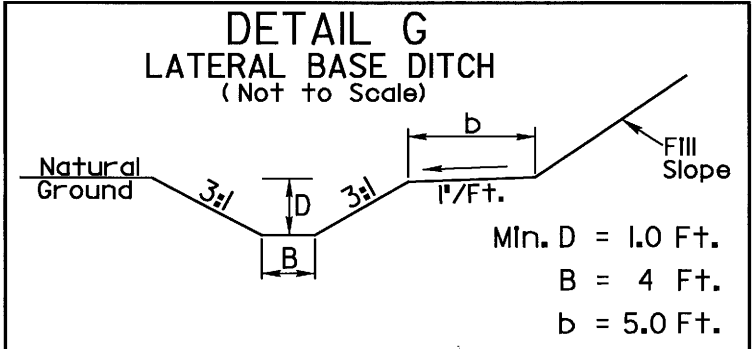 DETAIL G
LATERAL BASE DITCH
(Not to Scale)
b
Natural
Ground
3:1
D
3:1
1"/Ft.
Fill
Slope
B
Min. D = 1.0 Ft.
B = 4 Ft.
b = 5.0 Ft.